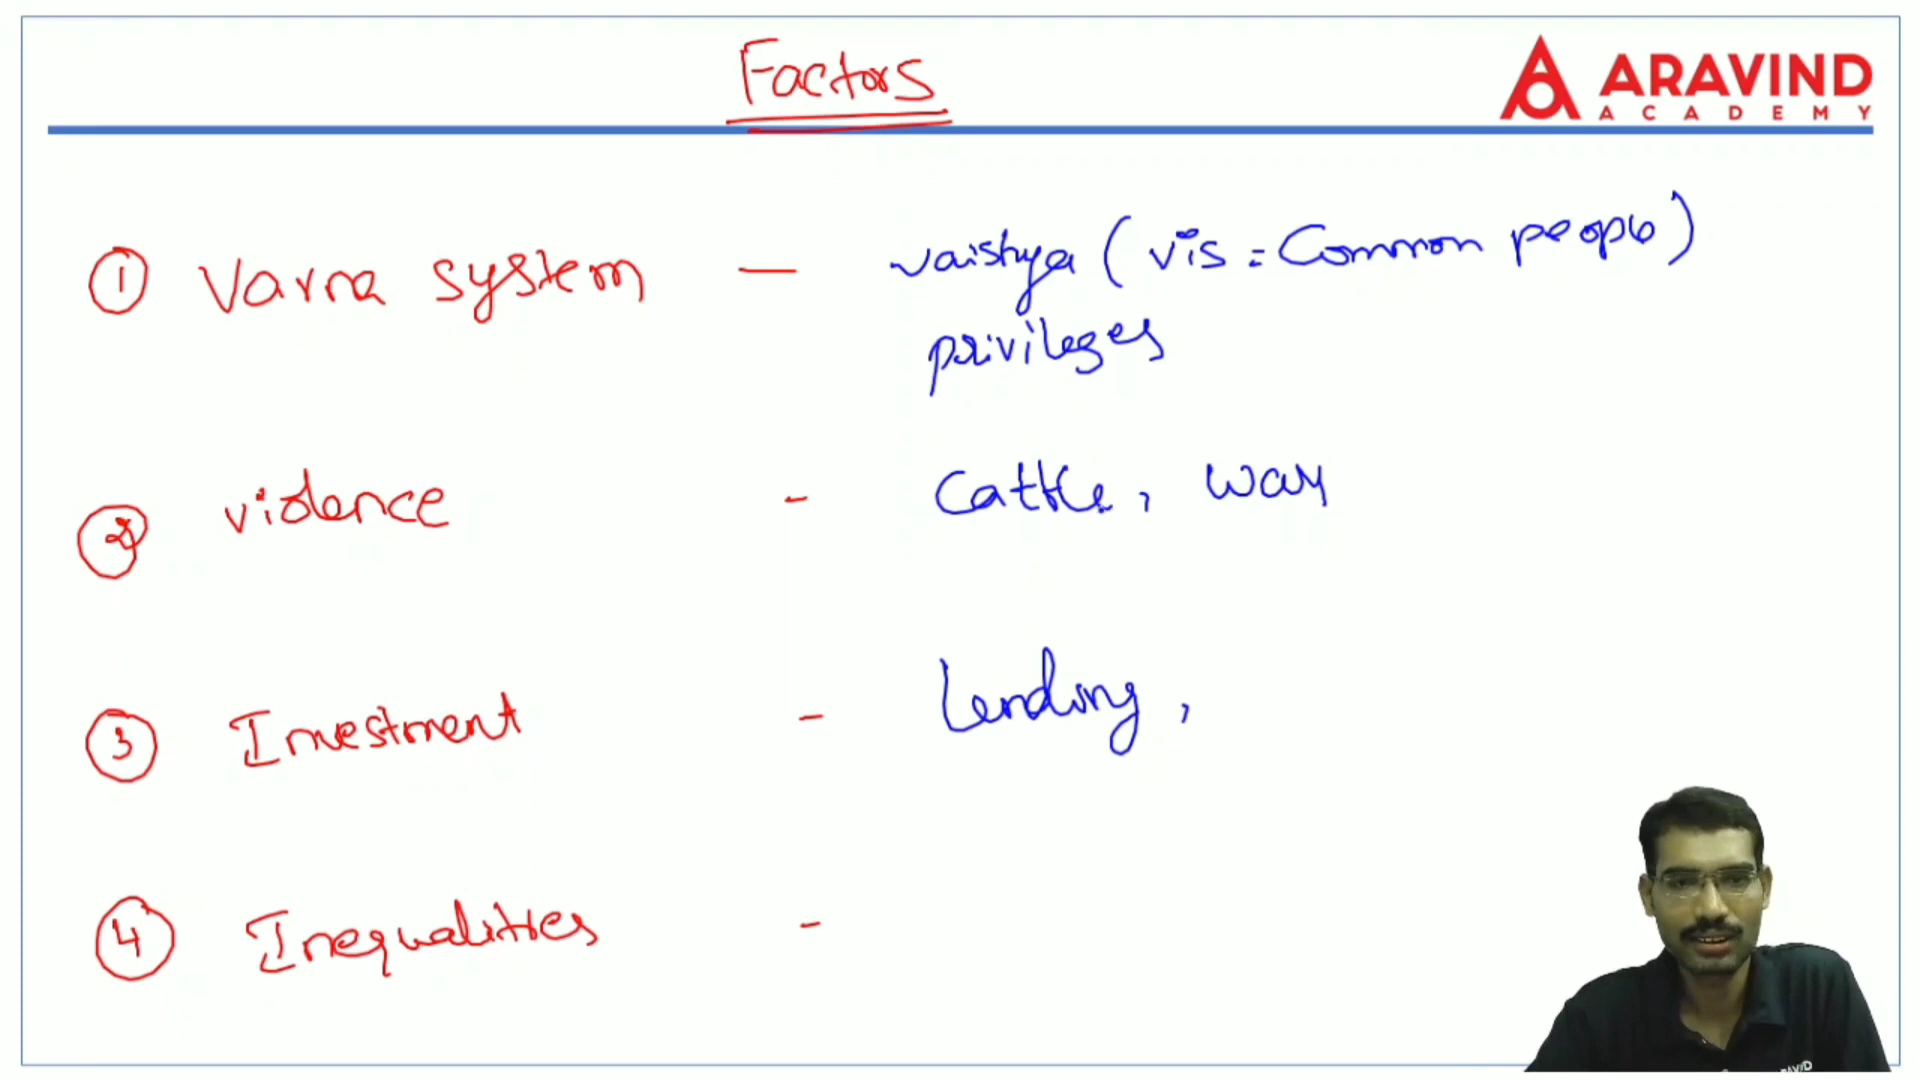 Factors
ARAVIND
ACADEMY
① Varna system — vaishya (vis = Common people)
privileges
② violence - Cattle, war
③ Investment - Lending,
④ Inequalities -